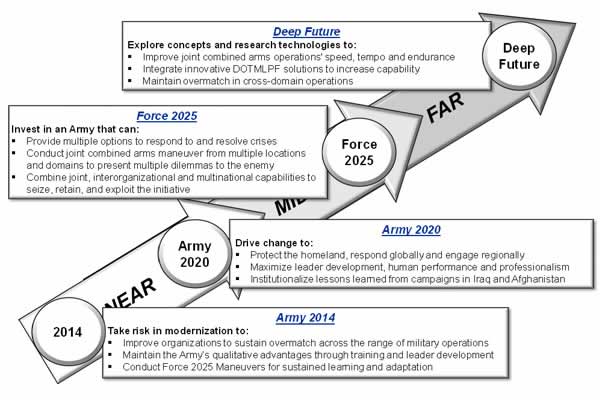 Deep Future
Explore concepts and research technologies to:
▪ Improve joint combined arms operations' speed, tempo and endurance
▪ Integrate innovative DOTMLPF solutions to increase capability
▪ Maintain overmatch in cross-domain operations
Deep
Future
FAR
Force 2025
Invest in an Army that can:
▪ Provide multiple options to respond to and resolve crises
▪ Conduct joint combined arms maneuver from multiple locations
and domains to present multiple dilemmas to the enemy
▪ Combine joint, interorganizational and multinational capabilities to
seize, retain, and exploit the initiative
Force
2025
Army
2020
Army 2020
Drive change to:
▪ Protect the homeland, respond globally and engage regionally
▪ Maximize leader development, human performance and professionalism
▪ Institutionalize lessons learned from campaigns in Iraq and Afghanistan
NEAR
2014
Army 2014
Take risk in modernization to:
▪ Improve organizations to sustain overmatch across the range of military operations
▪ Maintain the Army's qualitative advantages through training and leader development
▪ Conduct Force 2025 Maneuvers for sustained learning and adaptation